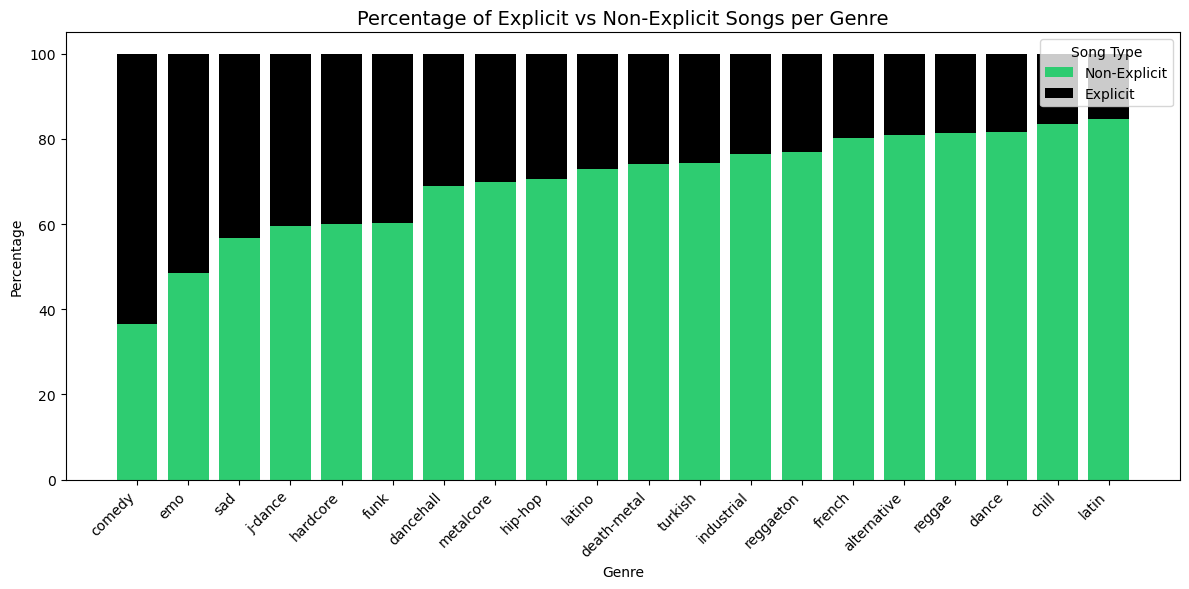 Percentage of Explicit vs Non-Explicit Songs per Genre
Song Type
Non-Explicit
Explicit
Percentage
100
80
60
40
20
0
comedy
emo
sad
j-dance
hardcore
funk
dancehall
metalcore
hip-hop
latino
death-metal
turkish
industrial
reggaeton
french
alternative
reggae
dance
chill
latin
Genre